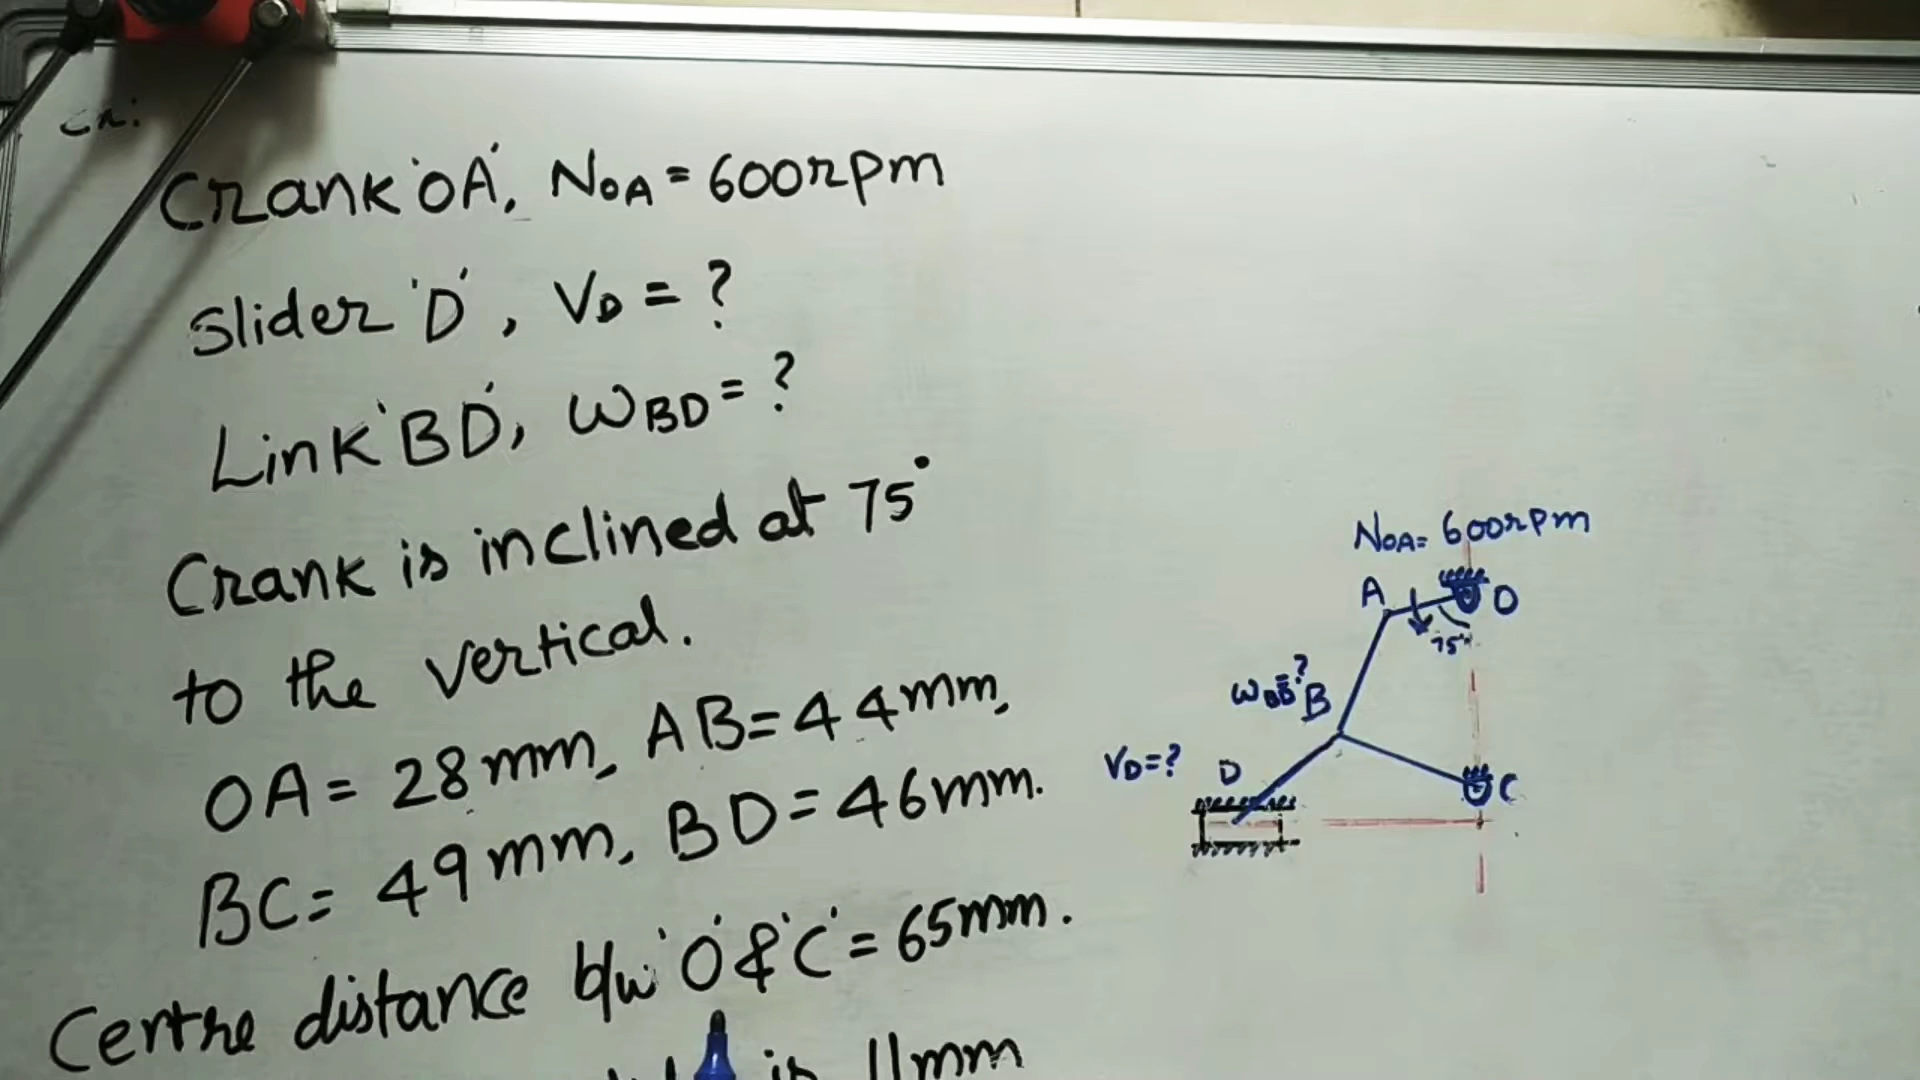 Ex:
Crank 'OA', NOA = 600rpm
Slider 'D', VD = ?
Link 'BD', ωBD = ?
Crank is inclined at 75°
to the vertical.
OA = 28mm, AB = 44mm,
BC = 49mm, BD = 46mm.
Centre distance b/w 'O' & 'C' = 65mm.
is 11mm
NOA = 600rpm
A
O
75°
ωBD = ?
B
VD = ?
D
C